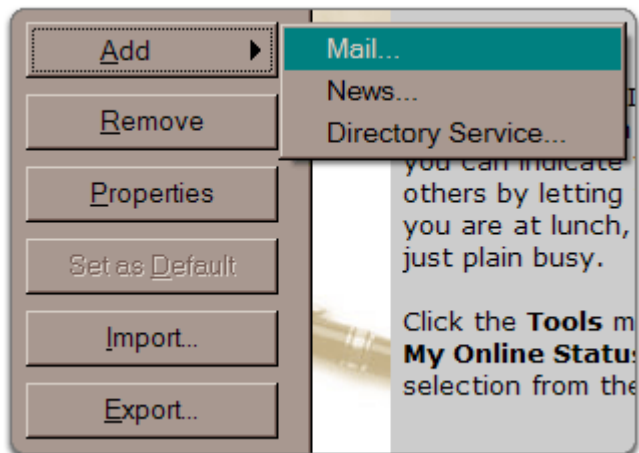 Add
Mail...
News...
Directory Service...
Remove
Properties
Set as Default
Import...
Export...
you can indicate
others by letting
you are at lunch,
just plain busy.
Click the Tools
My Online
selection from the